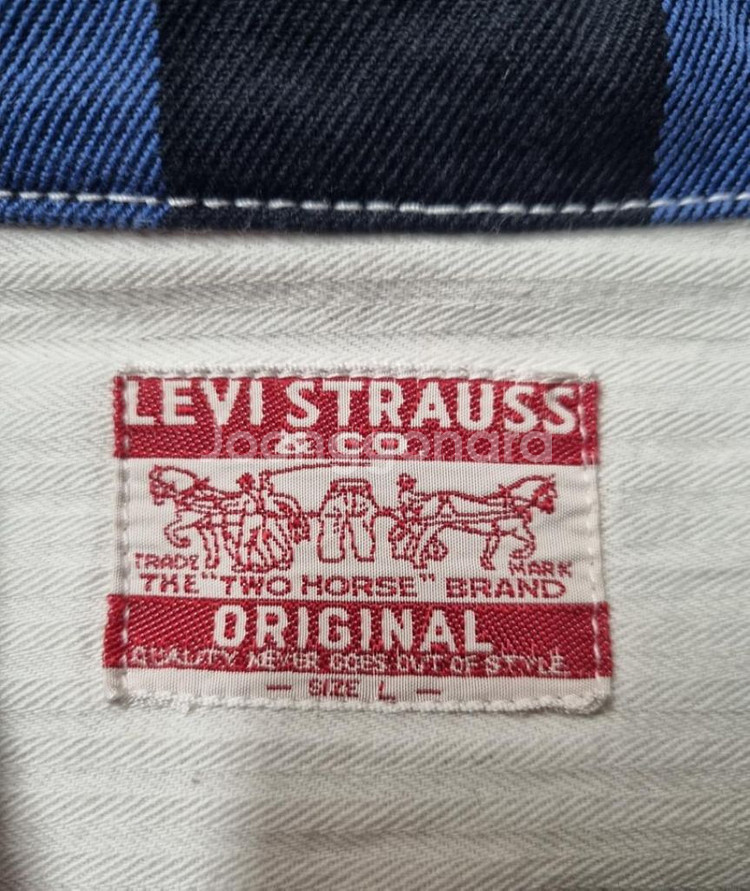 LEVI STRAUSS
& CO.
TRADE MARK
THE "TWO HORSE" BRAND
ORIGINAL
QUALITY NEVER GOES OUT OF STYLE.
— SIZE L —